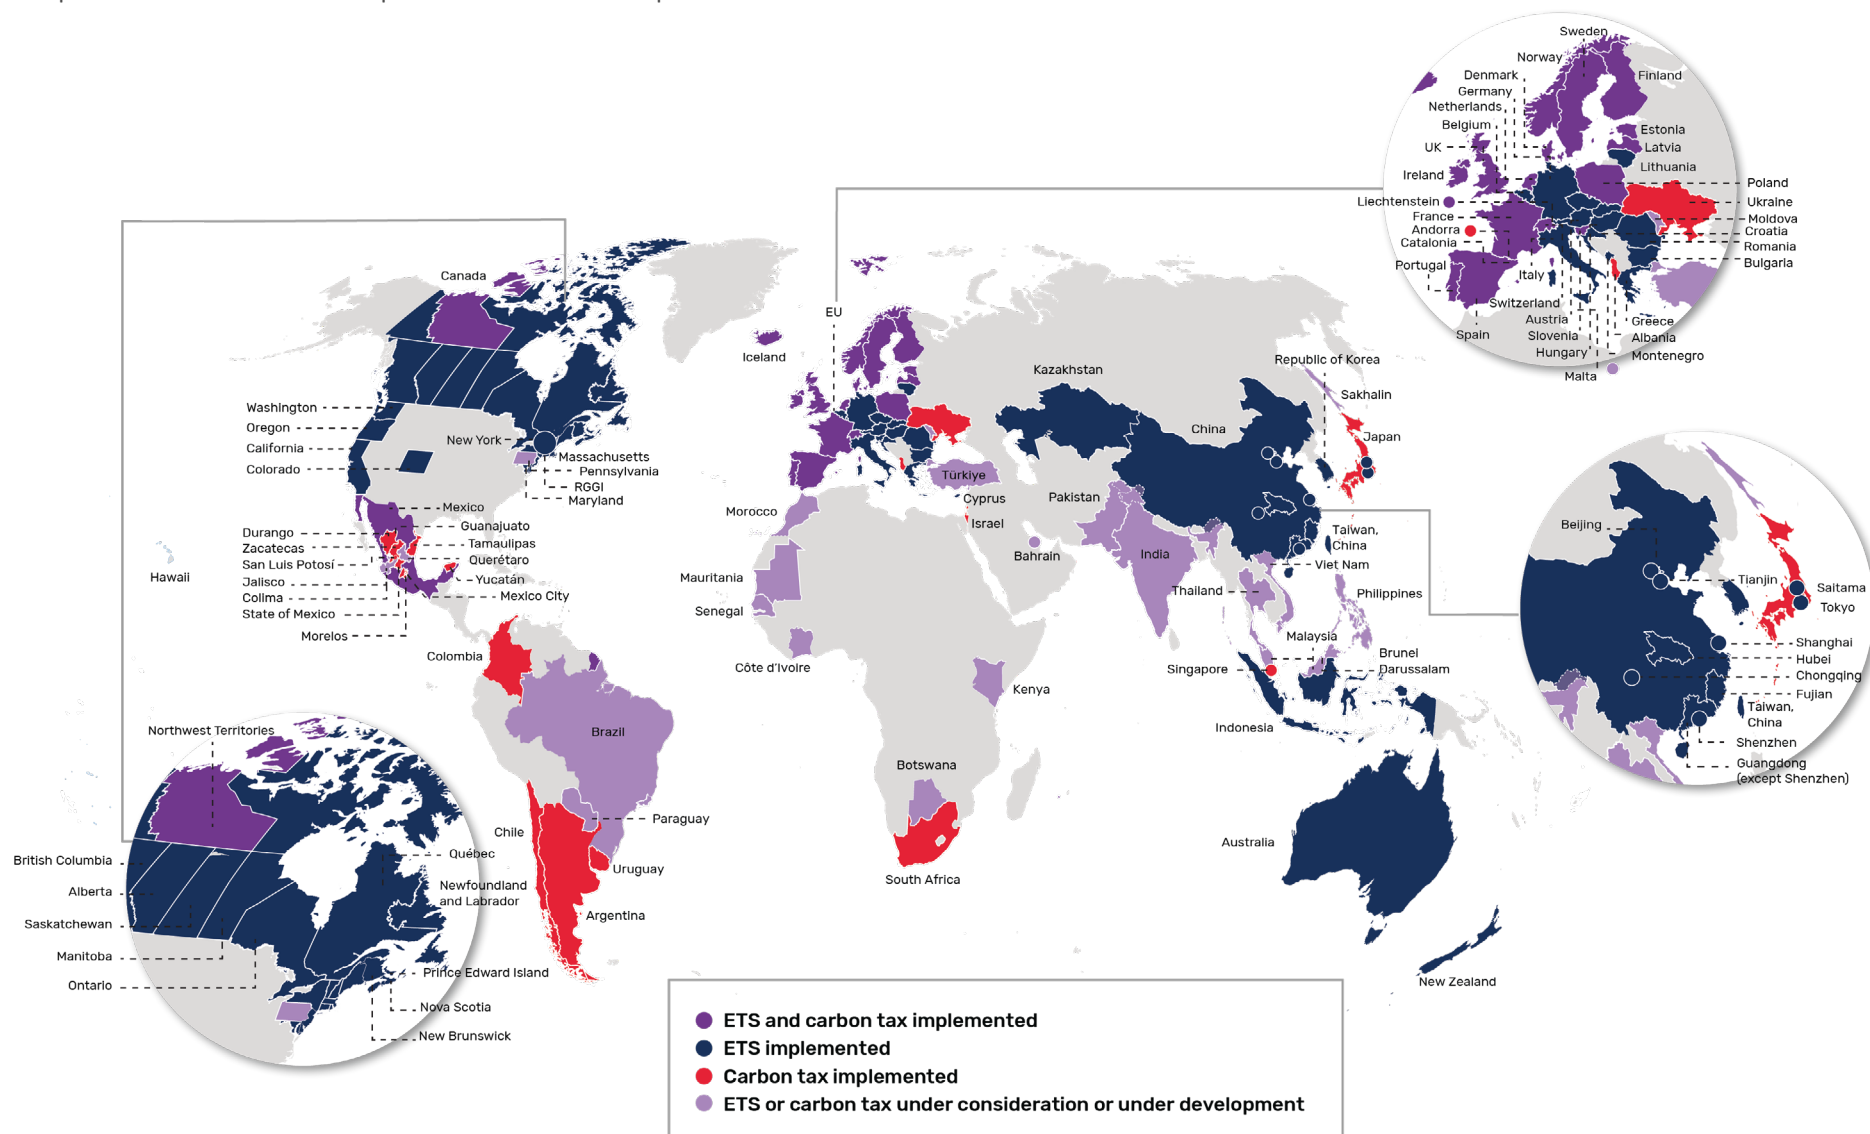 Sweden
Norway
Denmark
Finland
Germany
Netherlands
Belgium
Estonia
UK
Latvia
Lithuania
Ireland
Poland
Liechtenstein
Ukraine
France
Moldova
Andorra
Croatia
Catalonia
Romania
Portugal
Bulgaria
Italy
Switzerland
Austria
Greece
Spain
Slovenia
Albania
Hungary
Montenegro
Malta
Canada
EU
Iceland
Kazakhstan
Republic of Korea
Sakhalin
Washington
Oregon
New York
China
Japan
California
Massachusetts
Colorado
Pennsylvania
Türkiye
RGGI
Maryland
Cyprus
Pakistan
Mexico
Morocco
Israel
Guanajuato
Durango
Tamaulipas
Taiwan,
China
Zacatecas
Querétaro
Bahrain
India
San Luis Potosí
Viet Nam
Hawaii
Yucatán
Mauritania
Jalisco
Thailand
Philippines
Colima
Mexico City
State of Mexico
Senegal
Morelos
Malaysia
Colombia
Côte d'Ivoire
Singapore
Brunei
Darussalam
Kenya
Beijing
Tianjin
Saitama
Tokyo
Shanghai
Hubei
Chongqing
Fujian
Taiwan,
China
Shenzhen
Guangdong
(except Shenzhen)
Northwest Territories
Brazil
Indonesia
Botswana
Chile
Paraguay
Australia
Québec
British Columbia
Uruguay
South Africa
Alberta
Newfoundland
and Labrador
Argentina
Saskatchewan
Manitoba
Prince Edward Island
New Zealand
Ontario
Nova Scotia
New Brunswick
ETS and carbon tax implemented
ETS implemented
Carbon tax implemented
ETS or carbon tax under consideration or under development